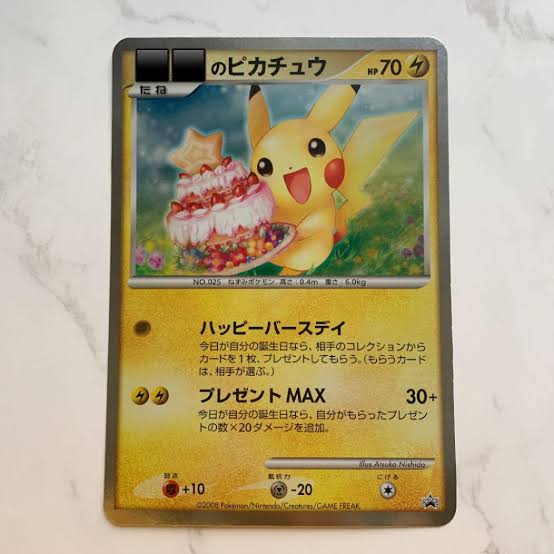 のピカチュウ HP 70
たね
NO.025 ねずみポケモン 高さ:0.4m 重さ:6.0kg
ハッピーバースデイ
今日が自分の誕生日なら、相手のコレクションから
カードを1枚、プレゼントしてもらう。(もらうカード
は、相手が選ぶ。)
プレゼントMAX 30+
今日が自分の誕生日なら、自分がもらったプレゼン
トの数×20ダメージを追加。
Illus.Atsuko Nishida
弱点 抵抗力 にげる
+10 -20
©2008 Pokémon/Nintendo/Creatures/GAME FREAK.